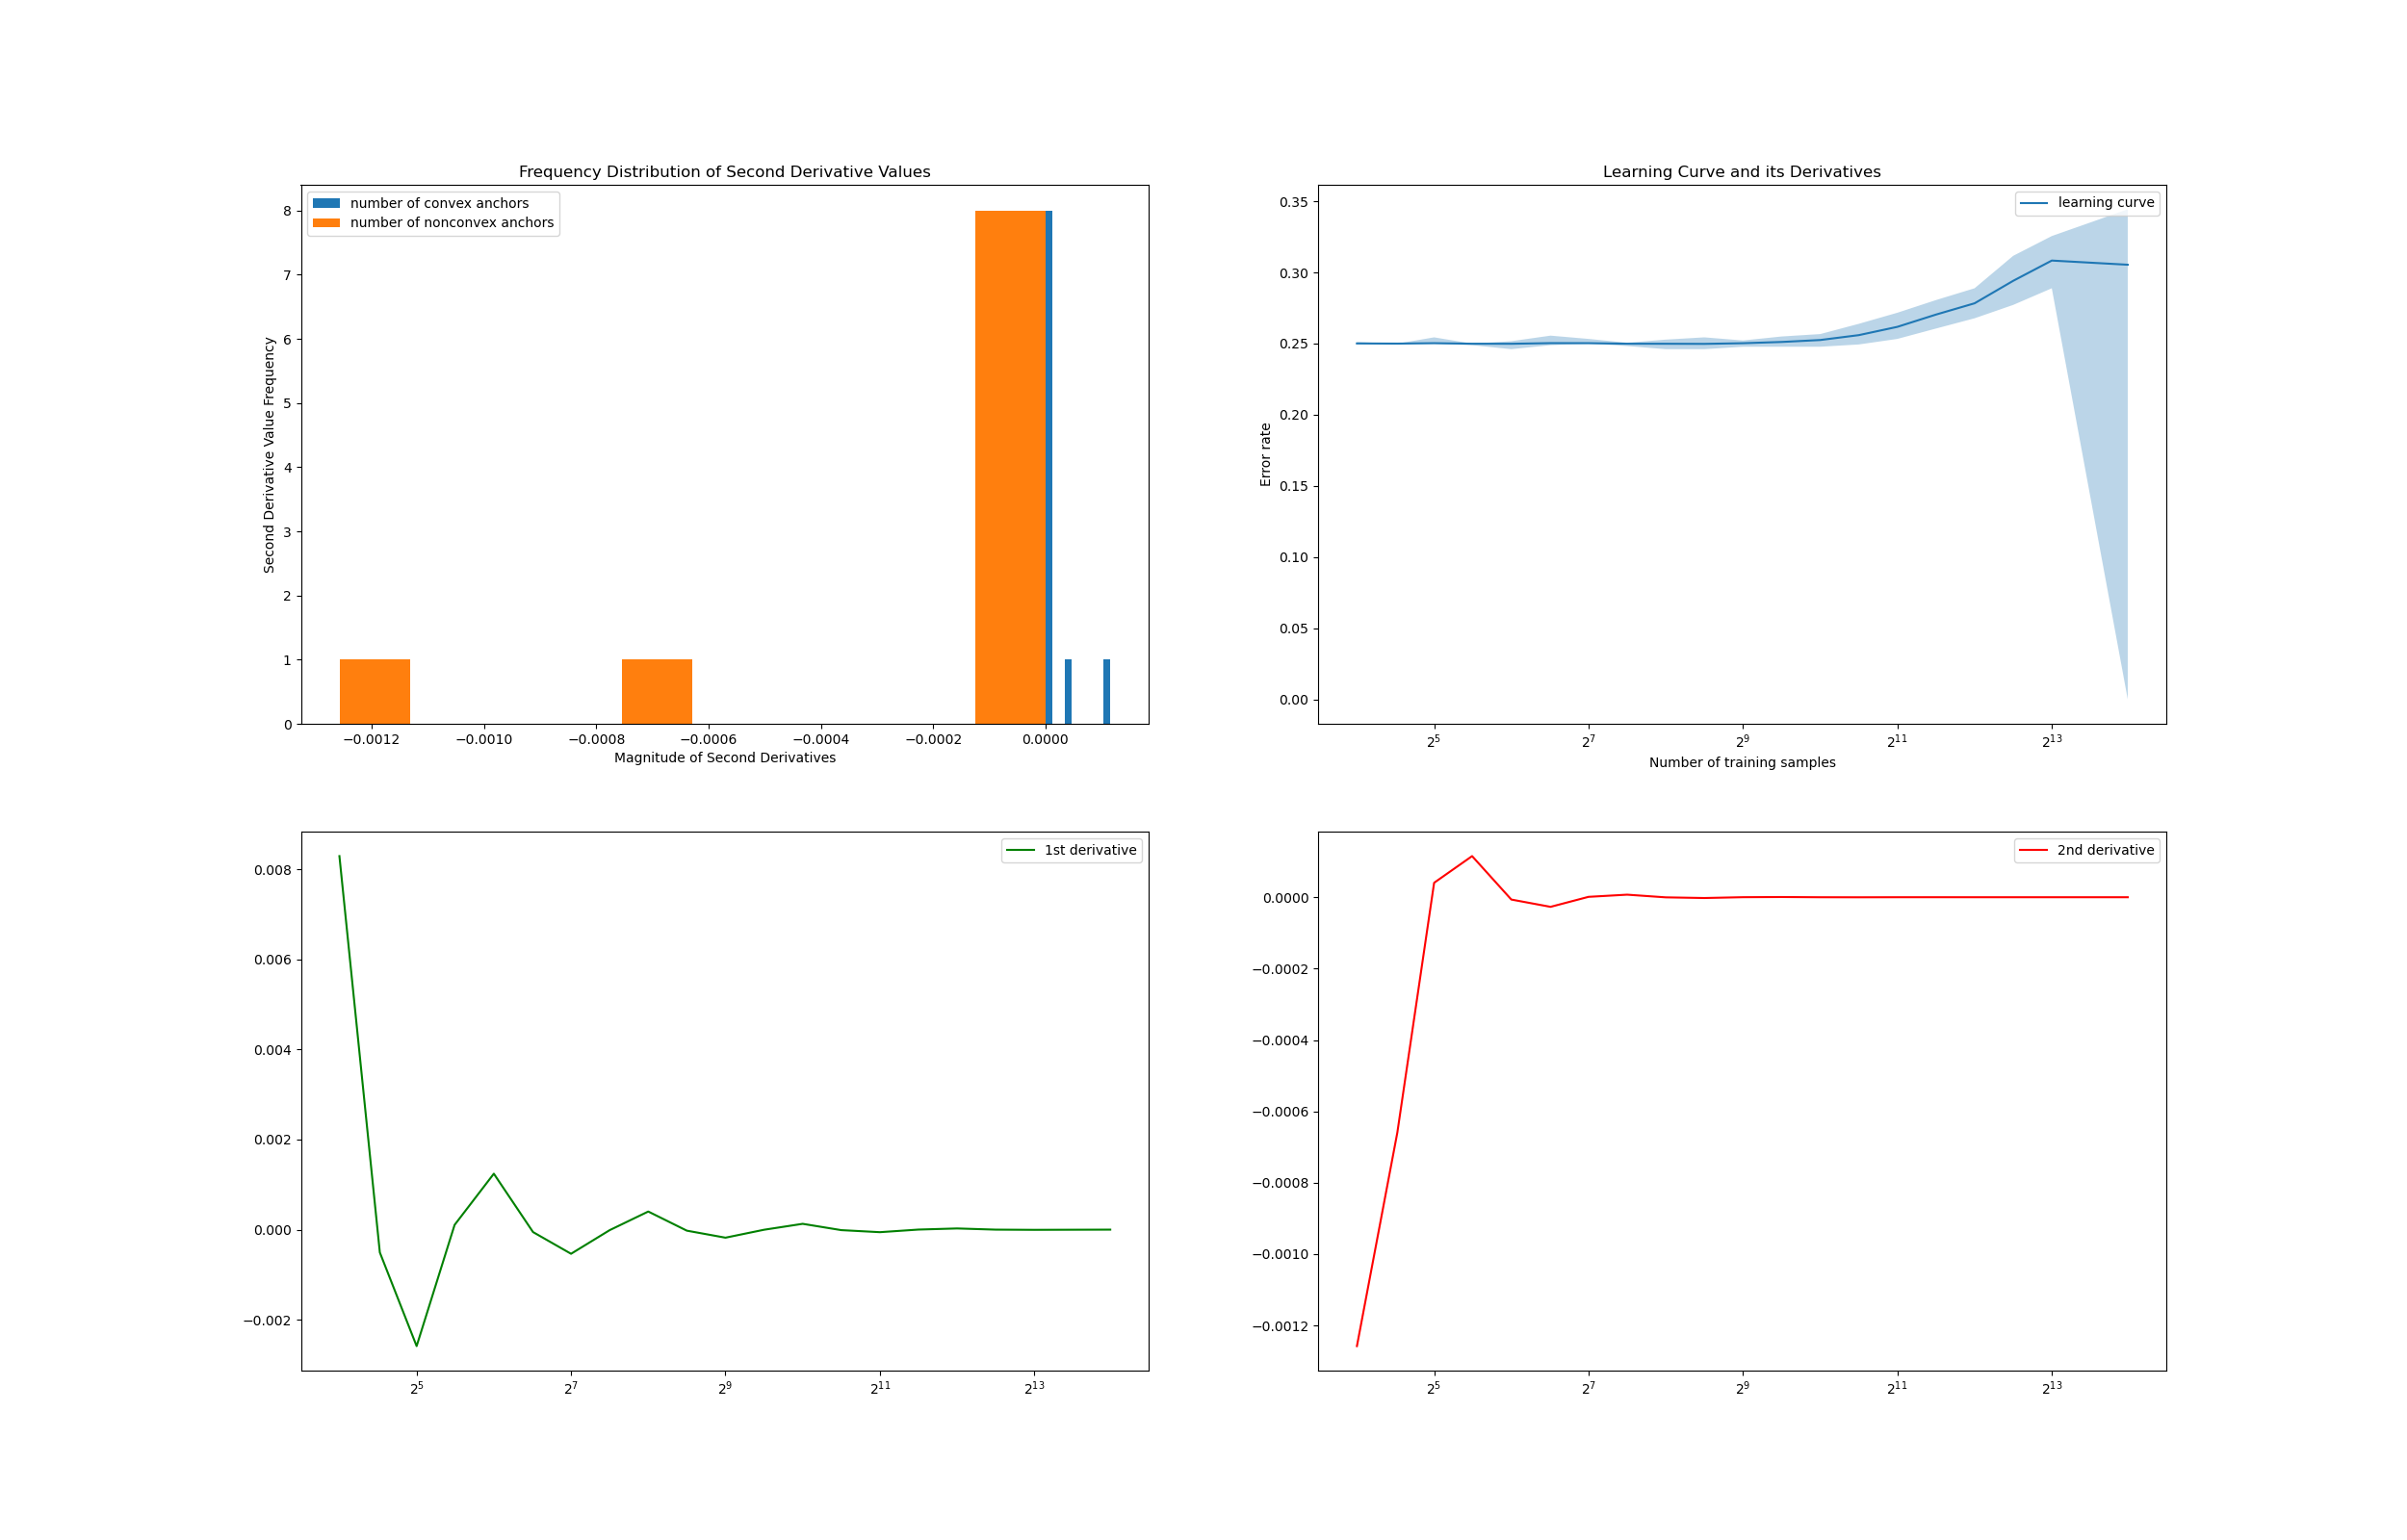 Frequency Distribution of Second Derivative Values
number of convex anchors
number of nonconvex anchors
8
7
6
5
4
3
2
1
0
Second Derivative Value Frequency
−0.0012 −0.0010 −0.0008 −0.0006 −0.0004 −0.0002 0.0000
Magnitude of Second Derivatives
Learning Curve and its Derivatives
learning curve
0.35
0.30
0.25
0.20
0.15
0.10
0.05
0.00
Error rate
2^5 2^7 2^9 2^11 2^13
Number of training samples
1st derivative
0.008
0.006
0.004
0.002
0.000
−0.002
2^5 2^7 2^9 2^11 2^13
2nd derivative
0.0000
−0.0002
−0.0004
−0.0006
−0.0008
−0.0010
−0.0012
2^5 2^7 2^9 2^11 2^13